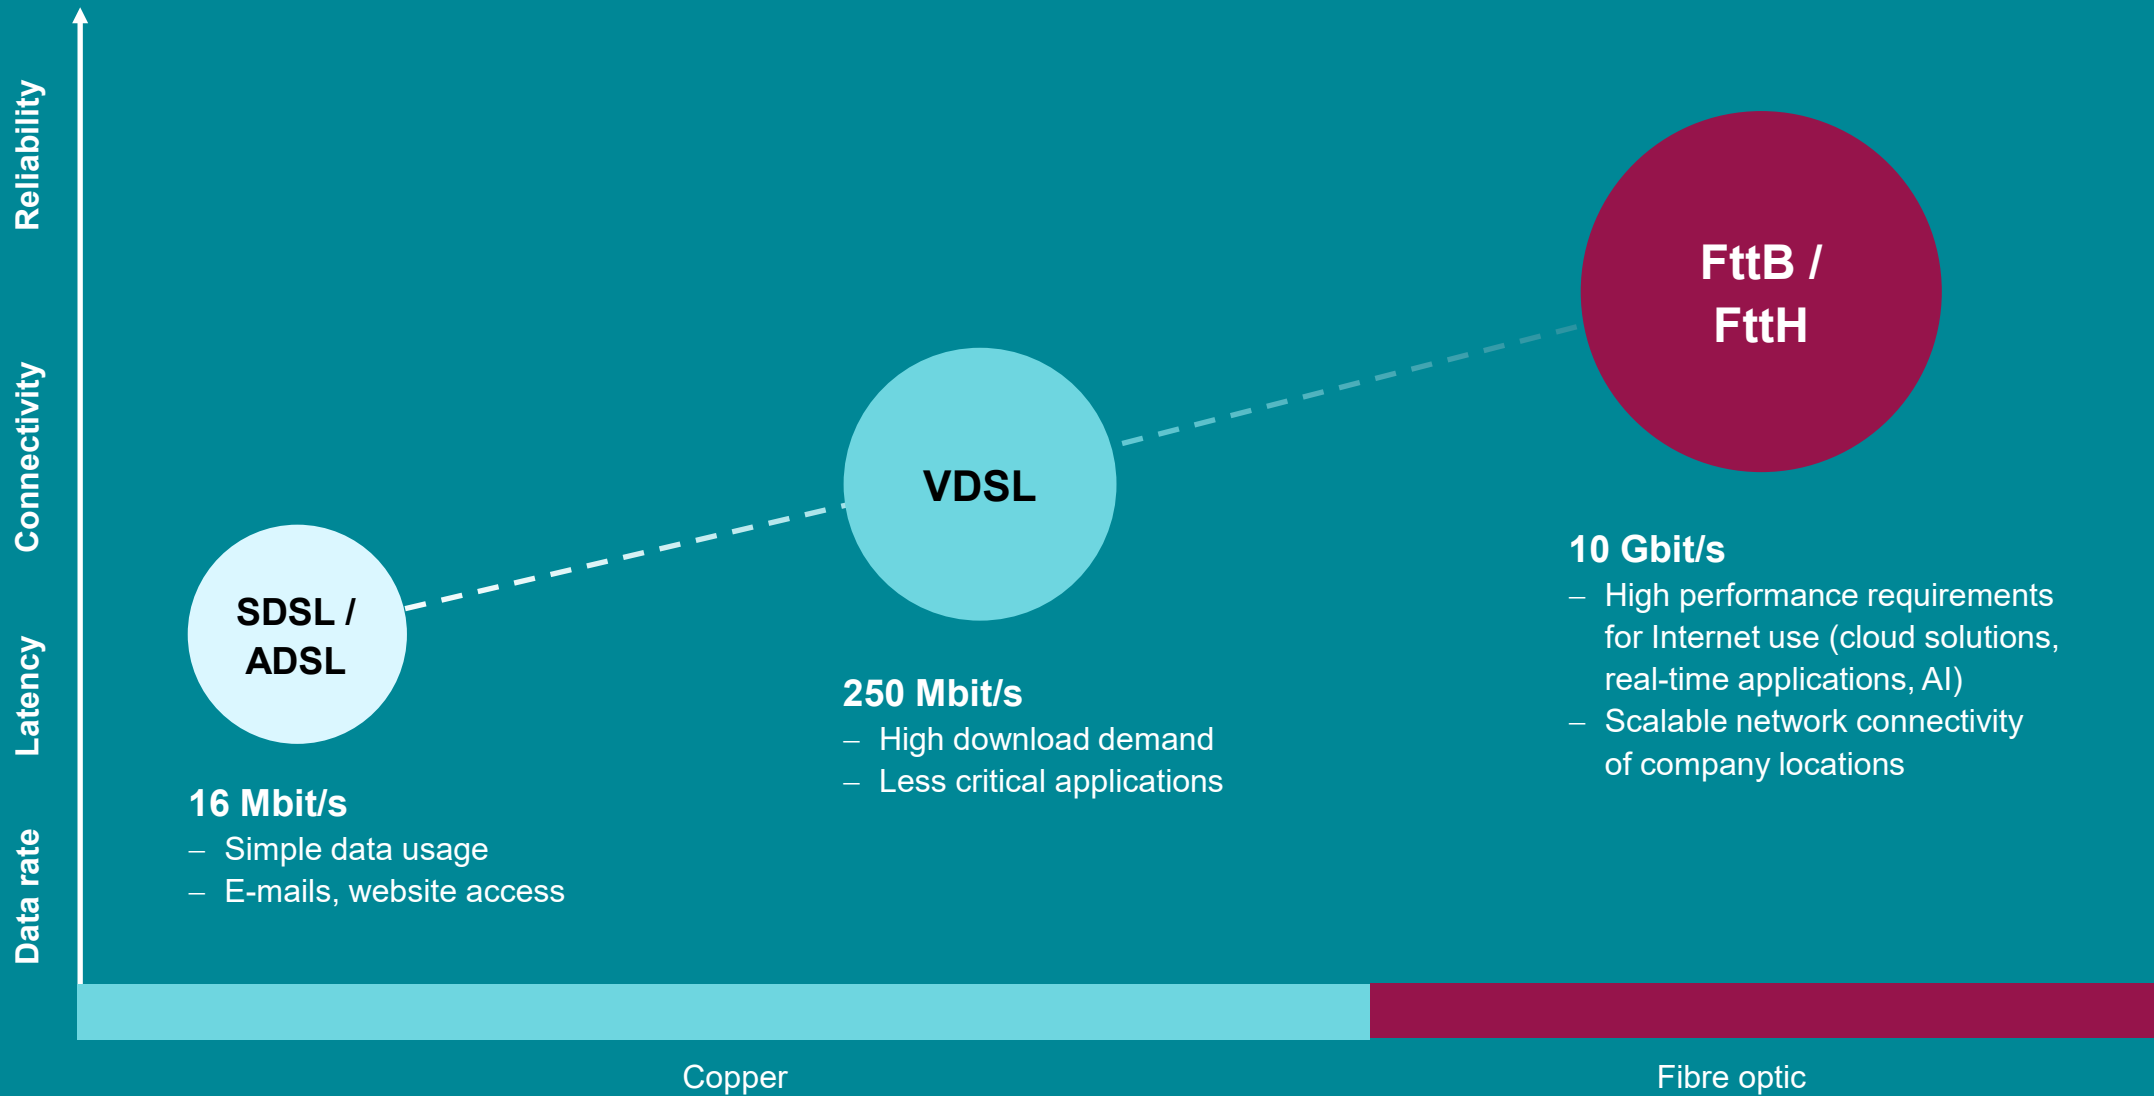 Reliability
Connectivity
Latency
Data rate
SDSL /
ADSL
16 Mbit/s
– Simple data usage
– E-mails, website access
VDSL
250 Mbit/s
– High download demand
– Less critical applications
FttB /
FttH
10 Gbit/s
– High performance requirements
for Internet use (cloud solutions,
real-time applications, AI)
– Scalable network connectivity
of company locations
Copper
Fibre optic